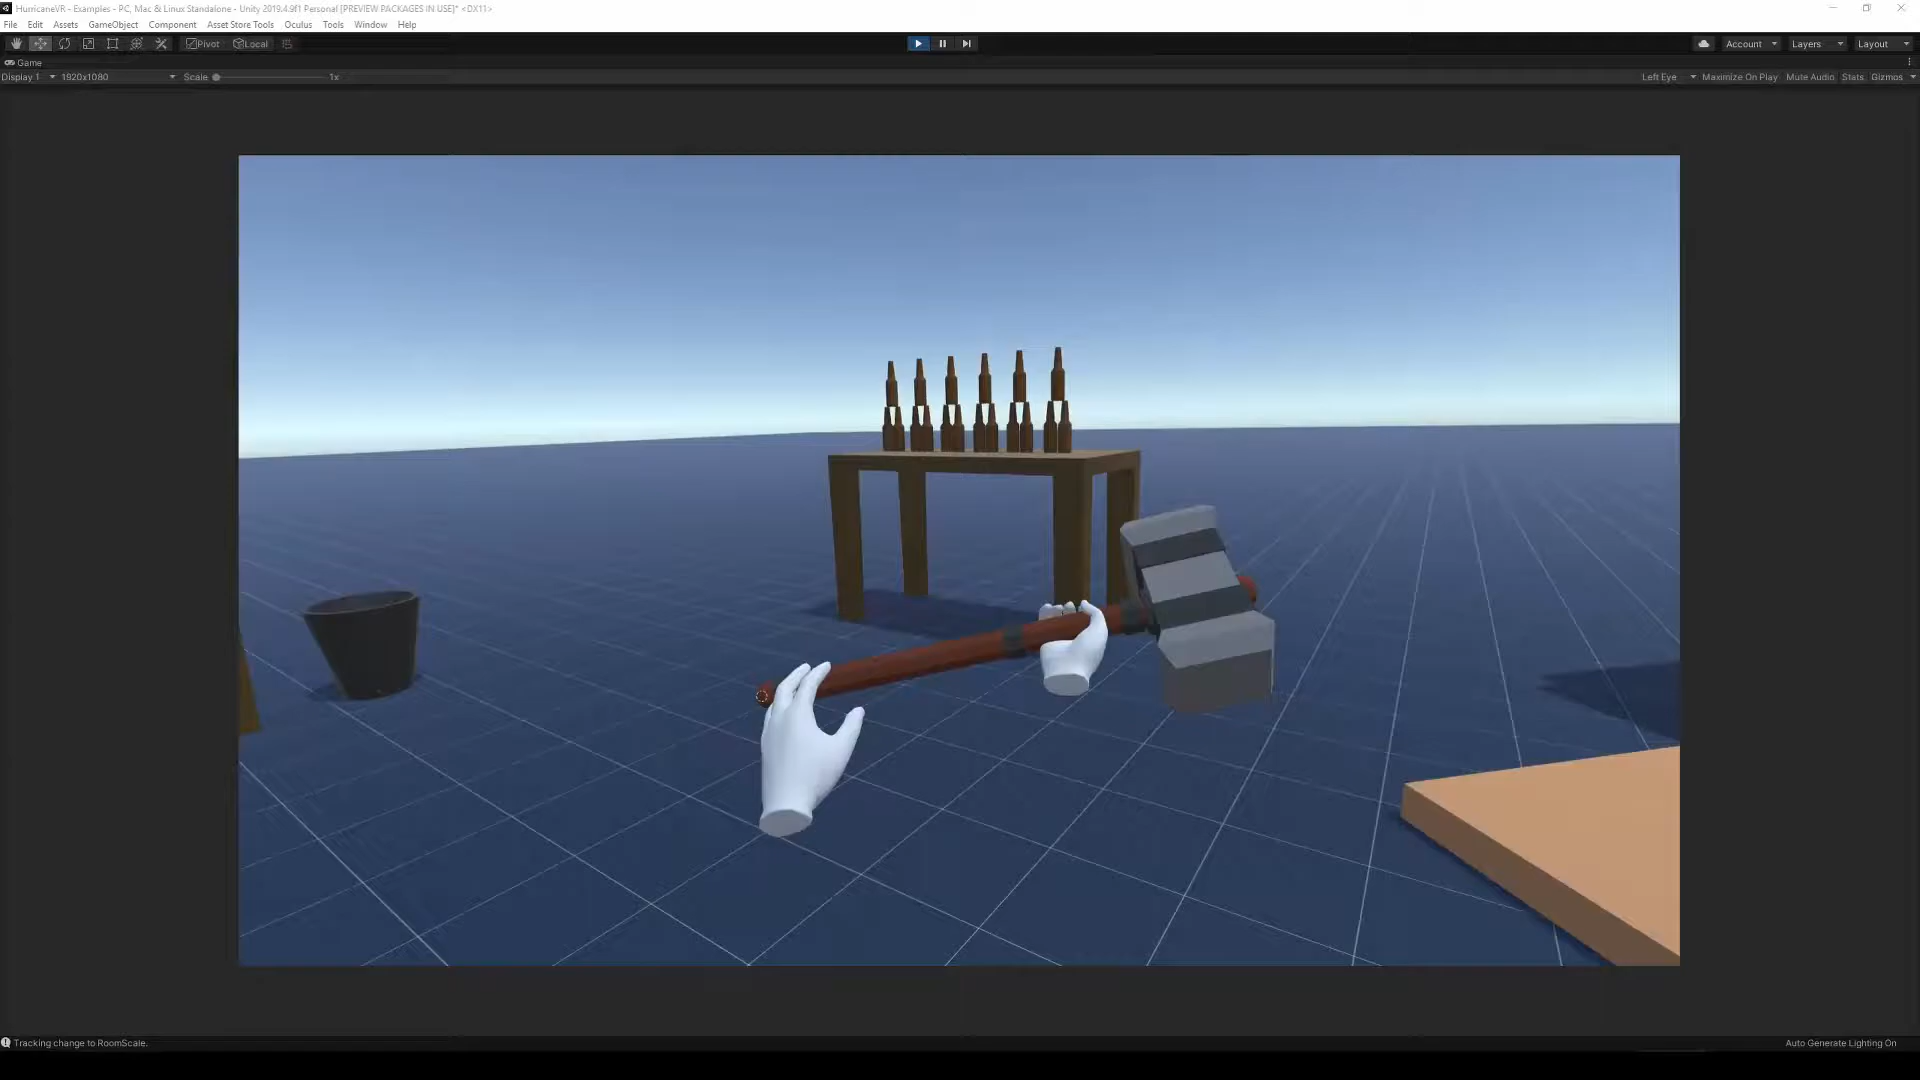 HurricaneVR - Examples - PC, Mac & Linux Standalone - Unity 2019.4.9f1 Personal [PREVIEW PACKAGES IN USE]* <DX11>
File Edit Assets GameObject Component Asset Store Tools Oculus Tools Window Help
Pivot Local Account Layers Layout
Game
Display 1 1920x1080 Scale 1x Left Eye Maximize On Play Mute Audio Stats Gizmos
Tracking change to RoomScale. Auto Generate Lighting On